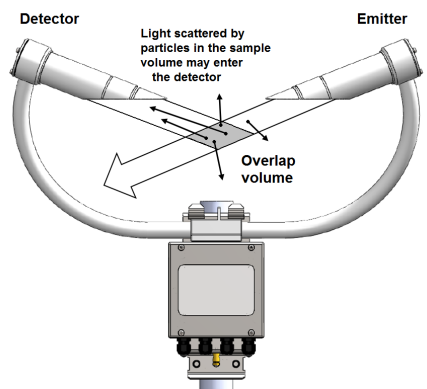 Detector
Emitter
Light scattered by
particles in the sample
volume may enter
the detector
Overlap
volume